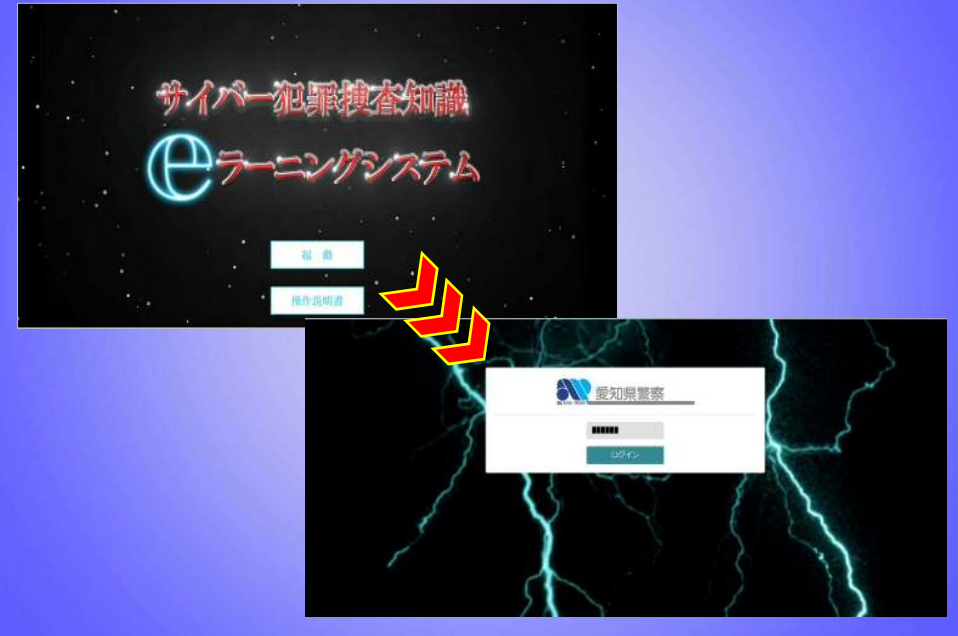 サイバー犯罪捜査知識
eラーニングシステム
起 動
操作説明書
愛知県警察
ログイン